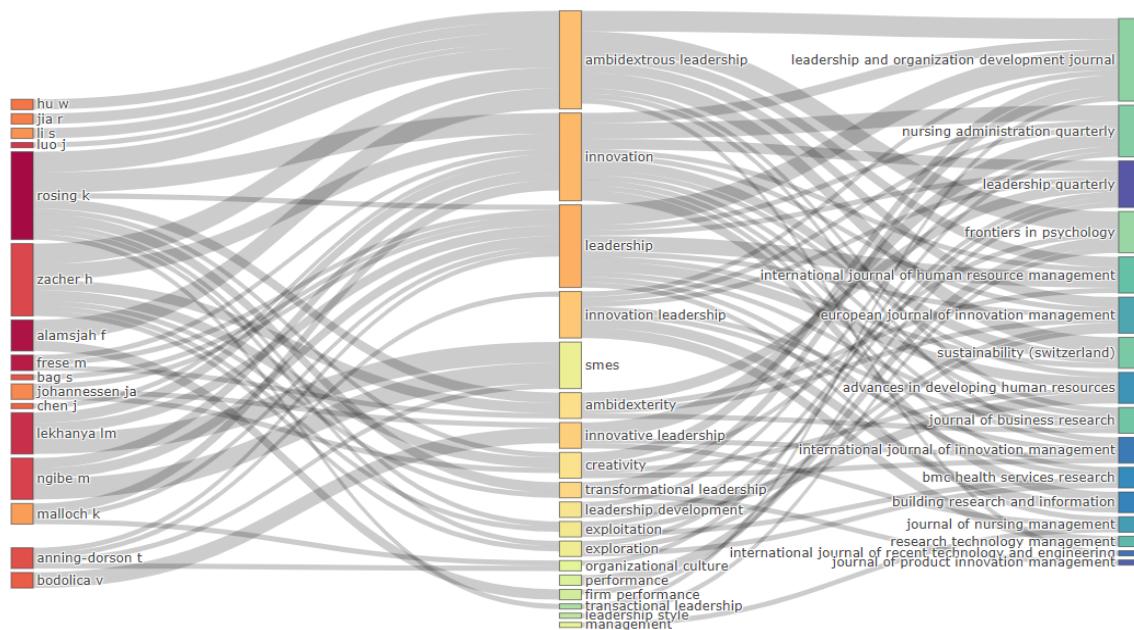 hu w
jia r
li s
luo j
rosing k
zacher h
alamsjah f
frese m
bag s
johannessen ja
chen j
lekhanya lm
ngibe m
malloch k
anning-dorson t
bodolica v
ambidextrous leadership
innovation
leadership
innovation leadership
smes
ambidexterity
innovative leadership
creativity
transformational leadership
leadership development
exploitation
exploration
organizational culture
performance
firm performance
transactional leadership
leadership style
management
leadership and organization development journal
nursing administration quarterly
leadership quarterly
frontiers in psychology
international journal of human resource management
european journal of innovation management
sustainability (switzerland)
advances in developing human resources
journal of business research
international journal of innovation management
bmc health services research
building research and information
journal of nursing management
research technology management
international journal of recent technology and engineering
journal of product innovation management